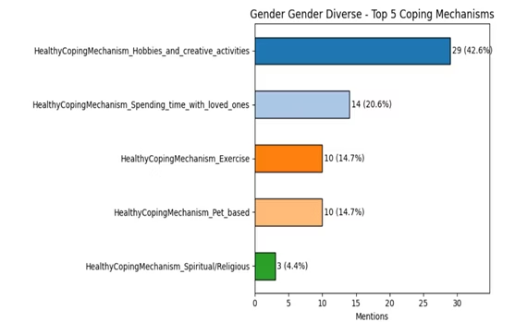 Gender Gender Diverse - Top 5 Coping Mechanisms
HealthyCopingMechanism_Hobbies_and_creative_activities
29 (42.6%)
HealthyCopingMechanism_Spending_time_with_loved_ones
14 (20.6%)
HealthyCopingMechanism_Exercise
10 (14.7%)
HealthyCopingMechanism_Pet_based
10 (14.7%)
HealthyCopingMechanism_Spiritual/Religious
3 (4.4%)
0 5 10 15 20 25 30
Mentions